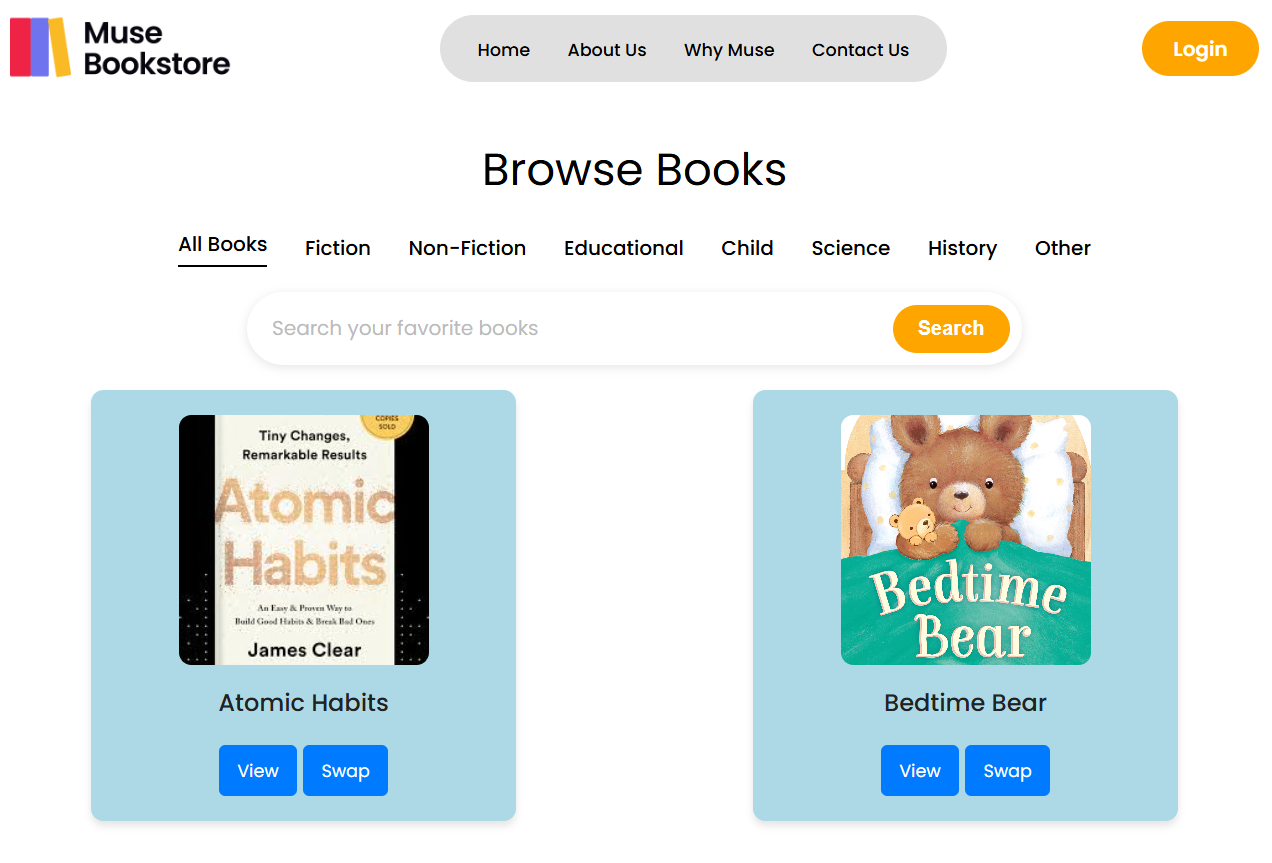 Muse
Bookstore
Home About Us Why Muse Contact Us
Login
Browse Books
All Books Fiction Non-Fiction Educational Child Science History Other
Search your favorite books
Search
COPIES
SOLD
Tiny Changes,
Remarkable Results
Atomic
Habits
An Easy & Proven Way to
Build Good Habits & Break Bad Ones
James Clear
Atomic Habits
View Swap
Bedtime
Bear
Bedtime Bear
View Swap